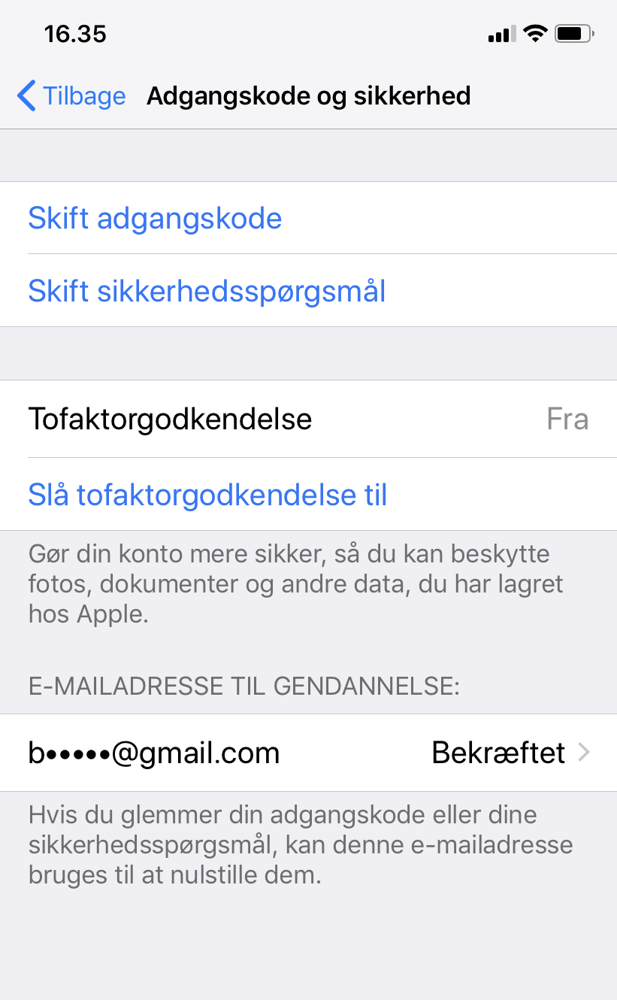 16.35
Tilbage Adgangskode og sikkerhed
Skift adgangskode
Skift sikkerhedsspørgsmål
Tofaktorgodkendelse Fra
Slå tofaktorgodkendelse til
Gør din konto mere sikker, så du kan beskytte
fotos, dokumenter og andre data, du har lagret
hos Apple.
E-MAILADRESSE TIL GENDANNELSE:
b•••••@gmail.com Bekræftet
Hvis du glemmer din adgangskode eller dine
sikkerhedsspørgsmål, kan denne e-mailadresse
bruges til at nulstille dem.